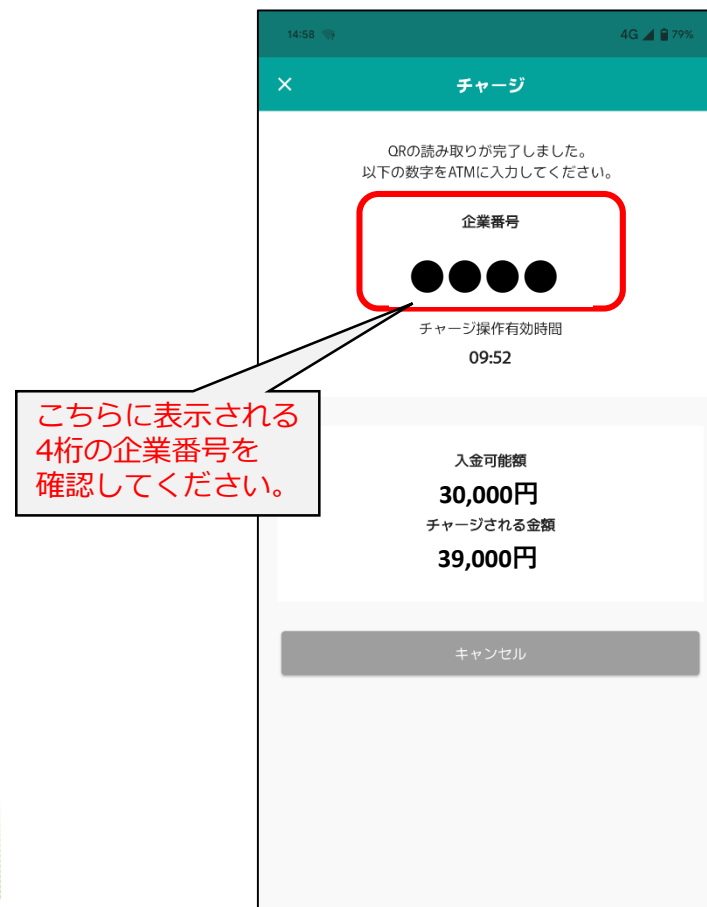 14:58
4G
79%
チャージ
QRの読み取りが完了しました。
以下の数字をATMに入力してください。
企業番号
●●●●
チャージ操作有効時間
09:52
こちらに表示される
4桁の企業番号を
確認してください。
入金可能額
30,000円
チャージされる金額
39,000円
キャンセル